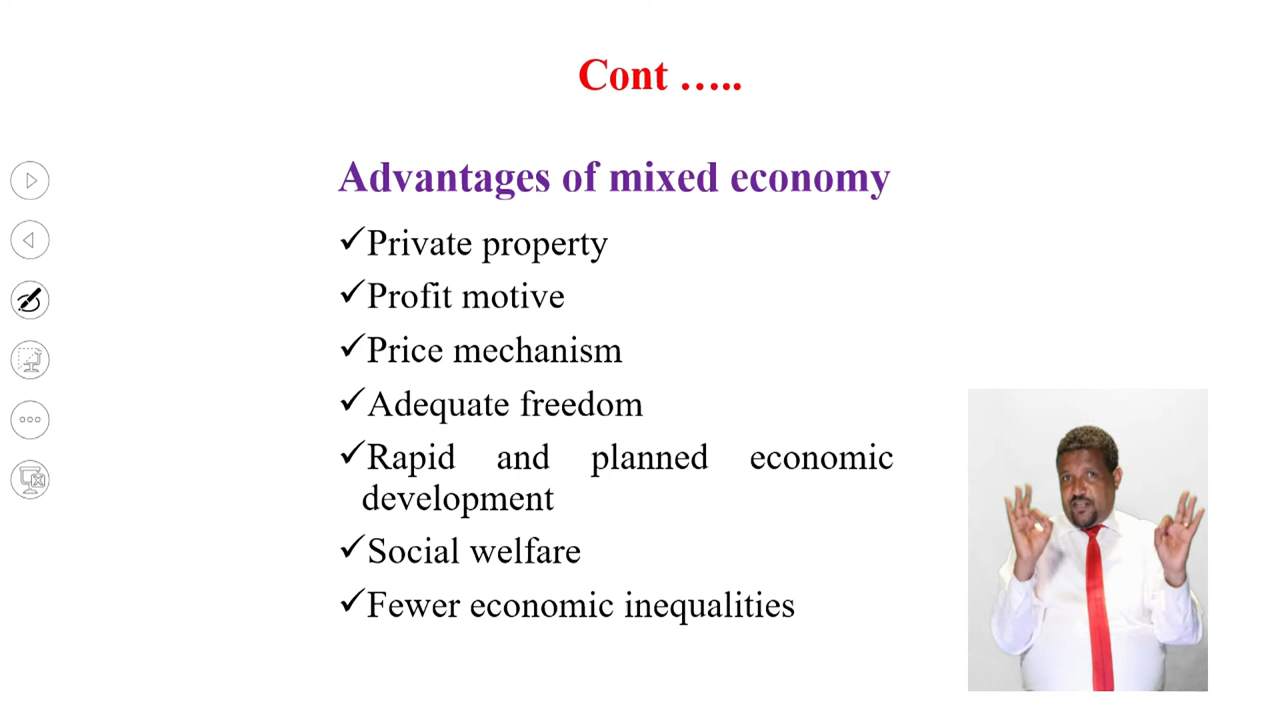 Cont …..
Advantages of mixed economy
✓Private property
✓Profit motive
✓Price mechanism
✓Adequate freedom
✓Rapid and planned economic
development
✓Social welfare
✓Fewer economic inequalities